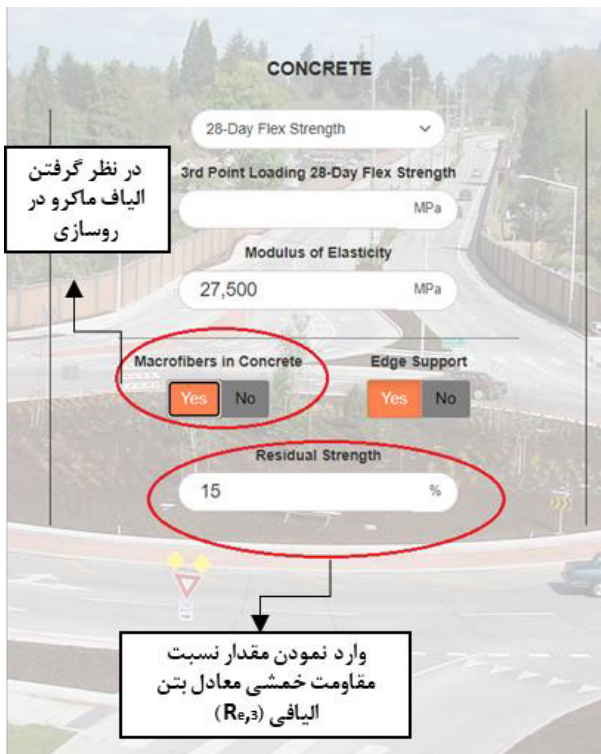 CONCRETE
28-Day Flex Strength
در نظر گرفتن
الیاف ماکرو در
روسازی
3rd Point Loading 28-Day Flex Strength
MPa
Modulus of Elasticity
27,500 MPa
Macrofibers in Concrete Edge Support
Yes No Yes No
Residual Strength
15 %
وارد نمودن مقدار نسبت
مقاومت خمشی معادل بتن
الیافی (Re,۳)